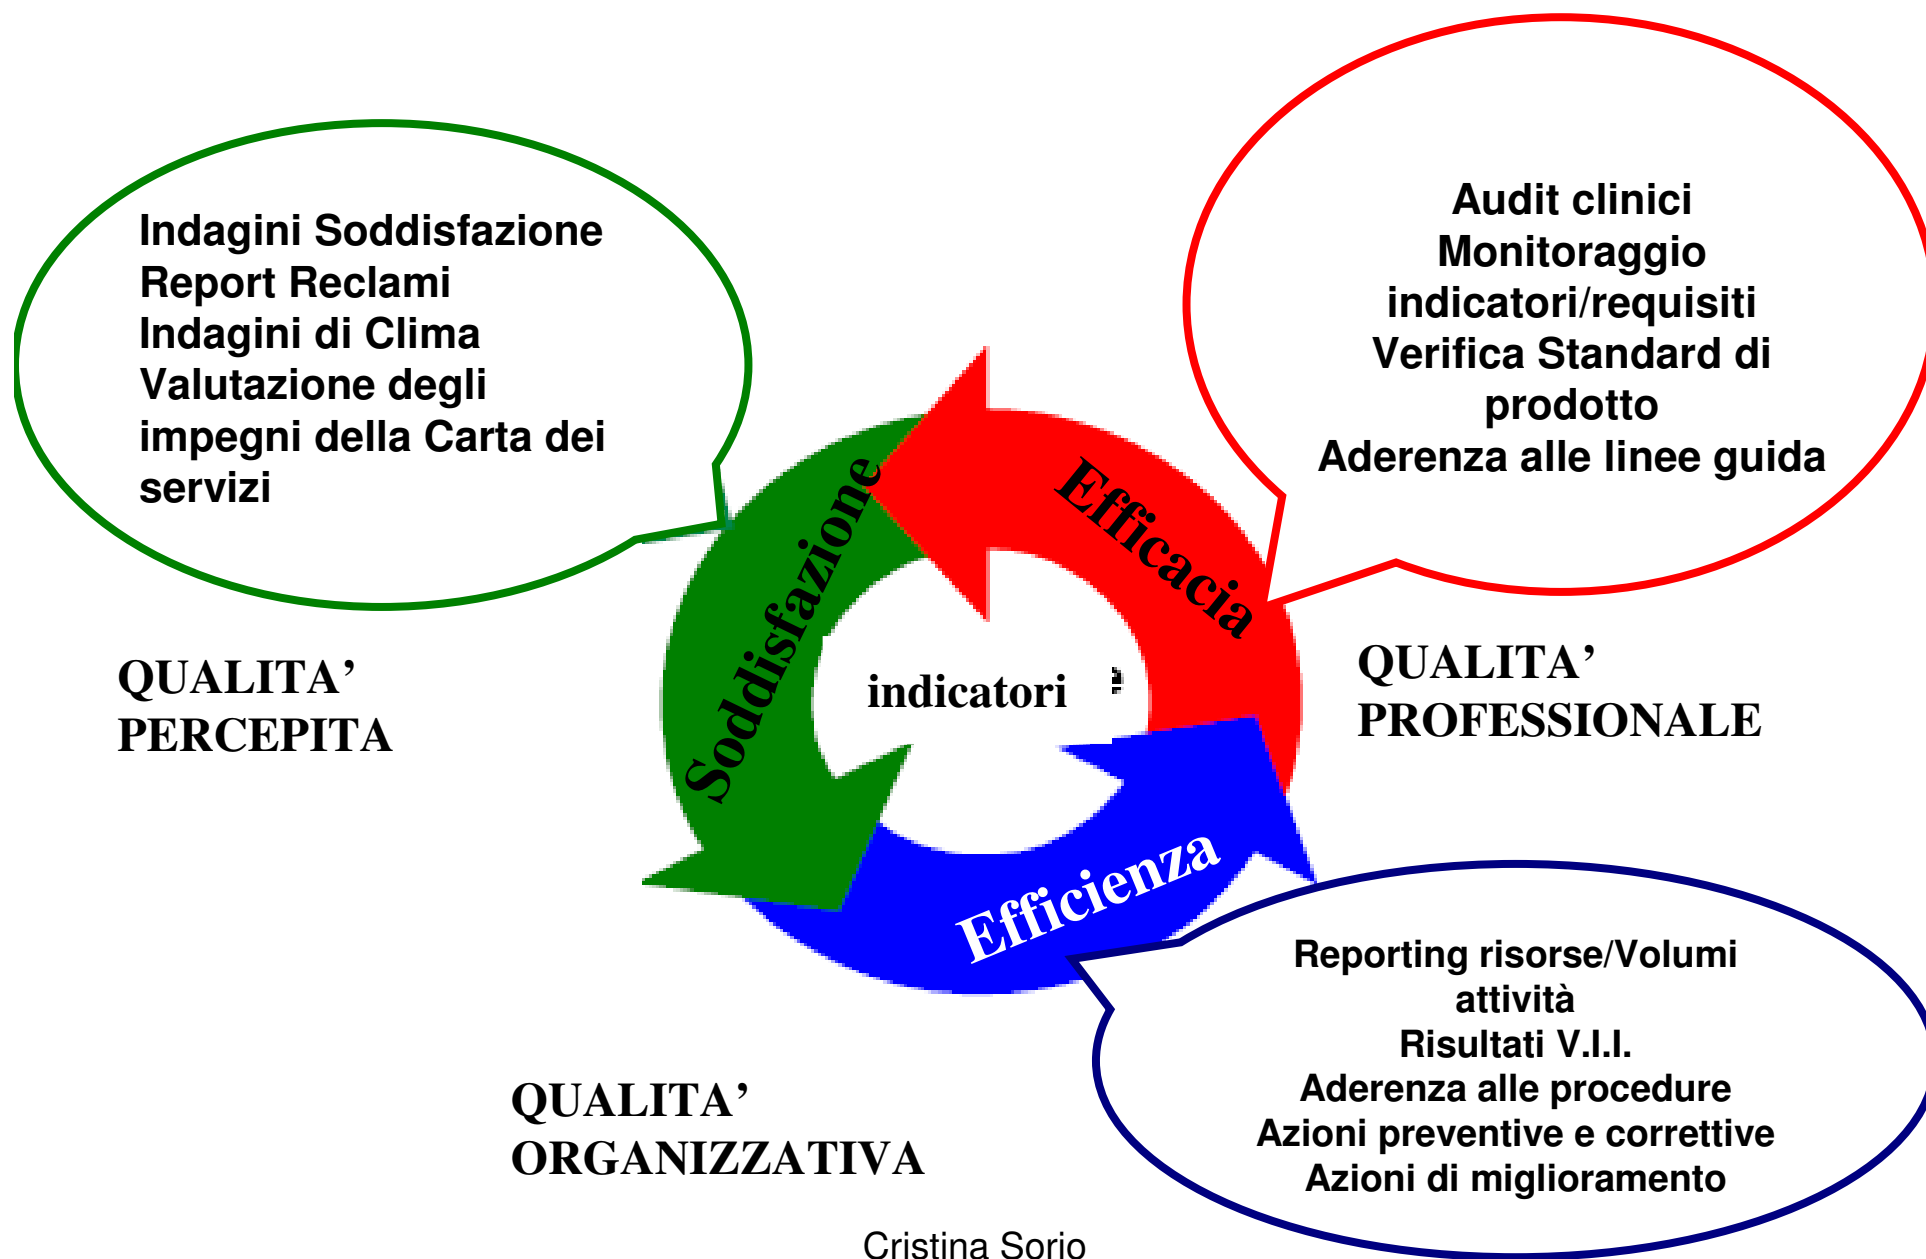 Indagini Soddisfazione
Report Reclami
Indagini di Clima
Valutazione degli
impegni della Carta dei
servizi
Audit clinici
Monitoraggio
indicatori/requisiti
Verifica Standard di
prodotto
Aderenza alle linee guida
Soddisfazione
Efficacia
indicatori
QUALITA’
PERCEPITA
QUALITA’
PROFESSIONALE
Efficienza
Reporting risorse/Volumi
attività
Risultati V.I.I.
Aderenza alle procedure
Azioni preventive e correttive
Azioni di miglioramento
QUALITA’
ORGANIZZATIVA
Cristina Sorio